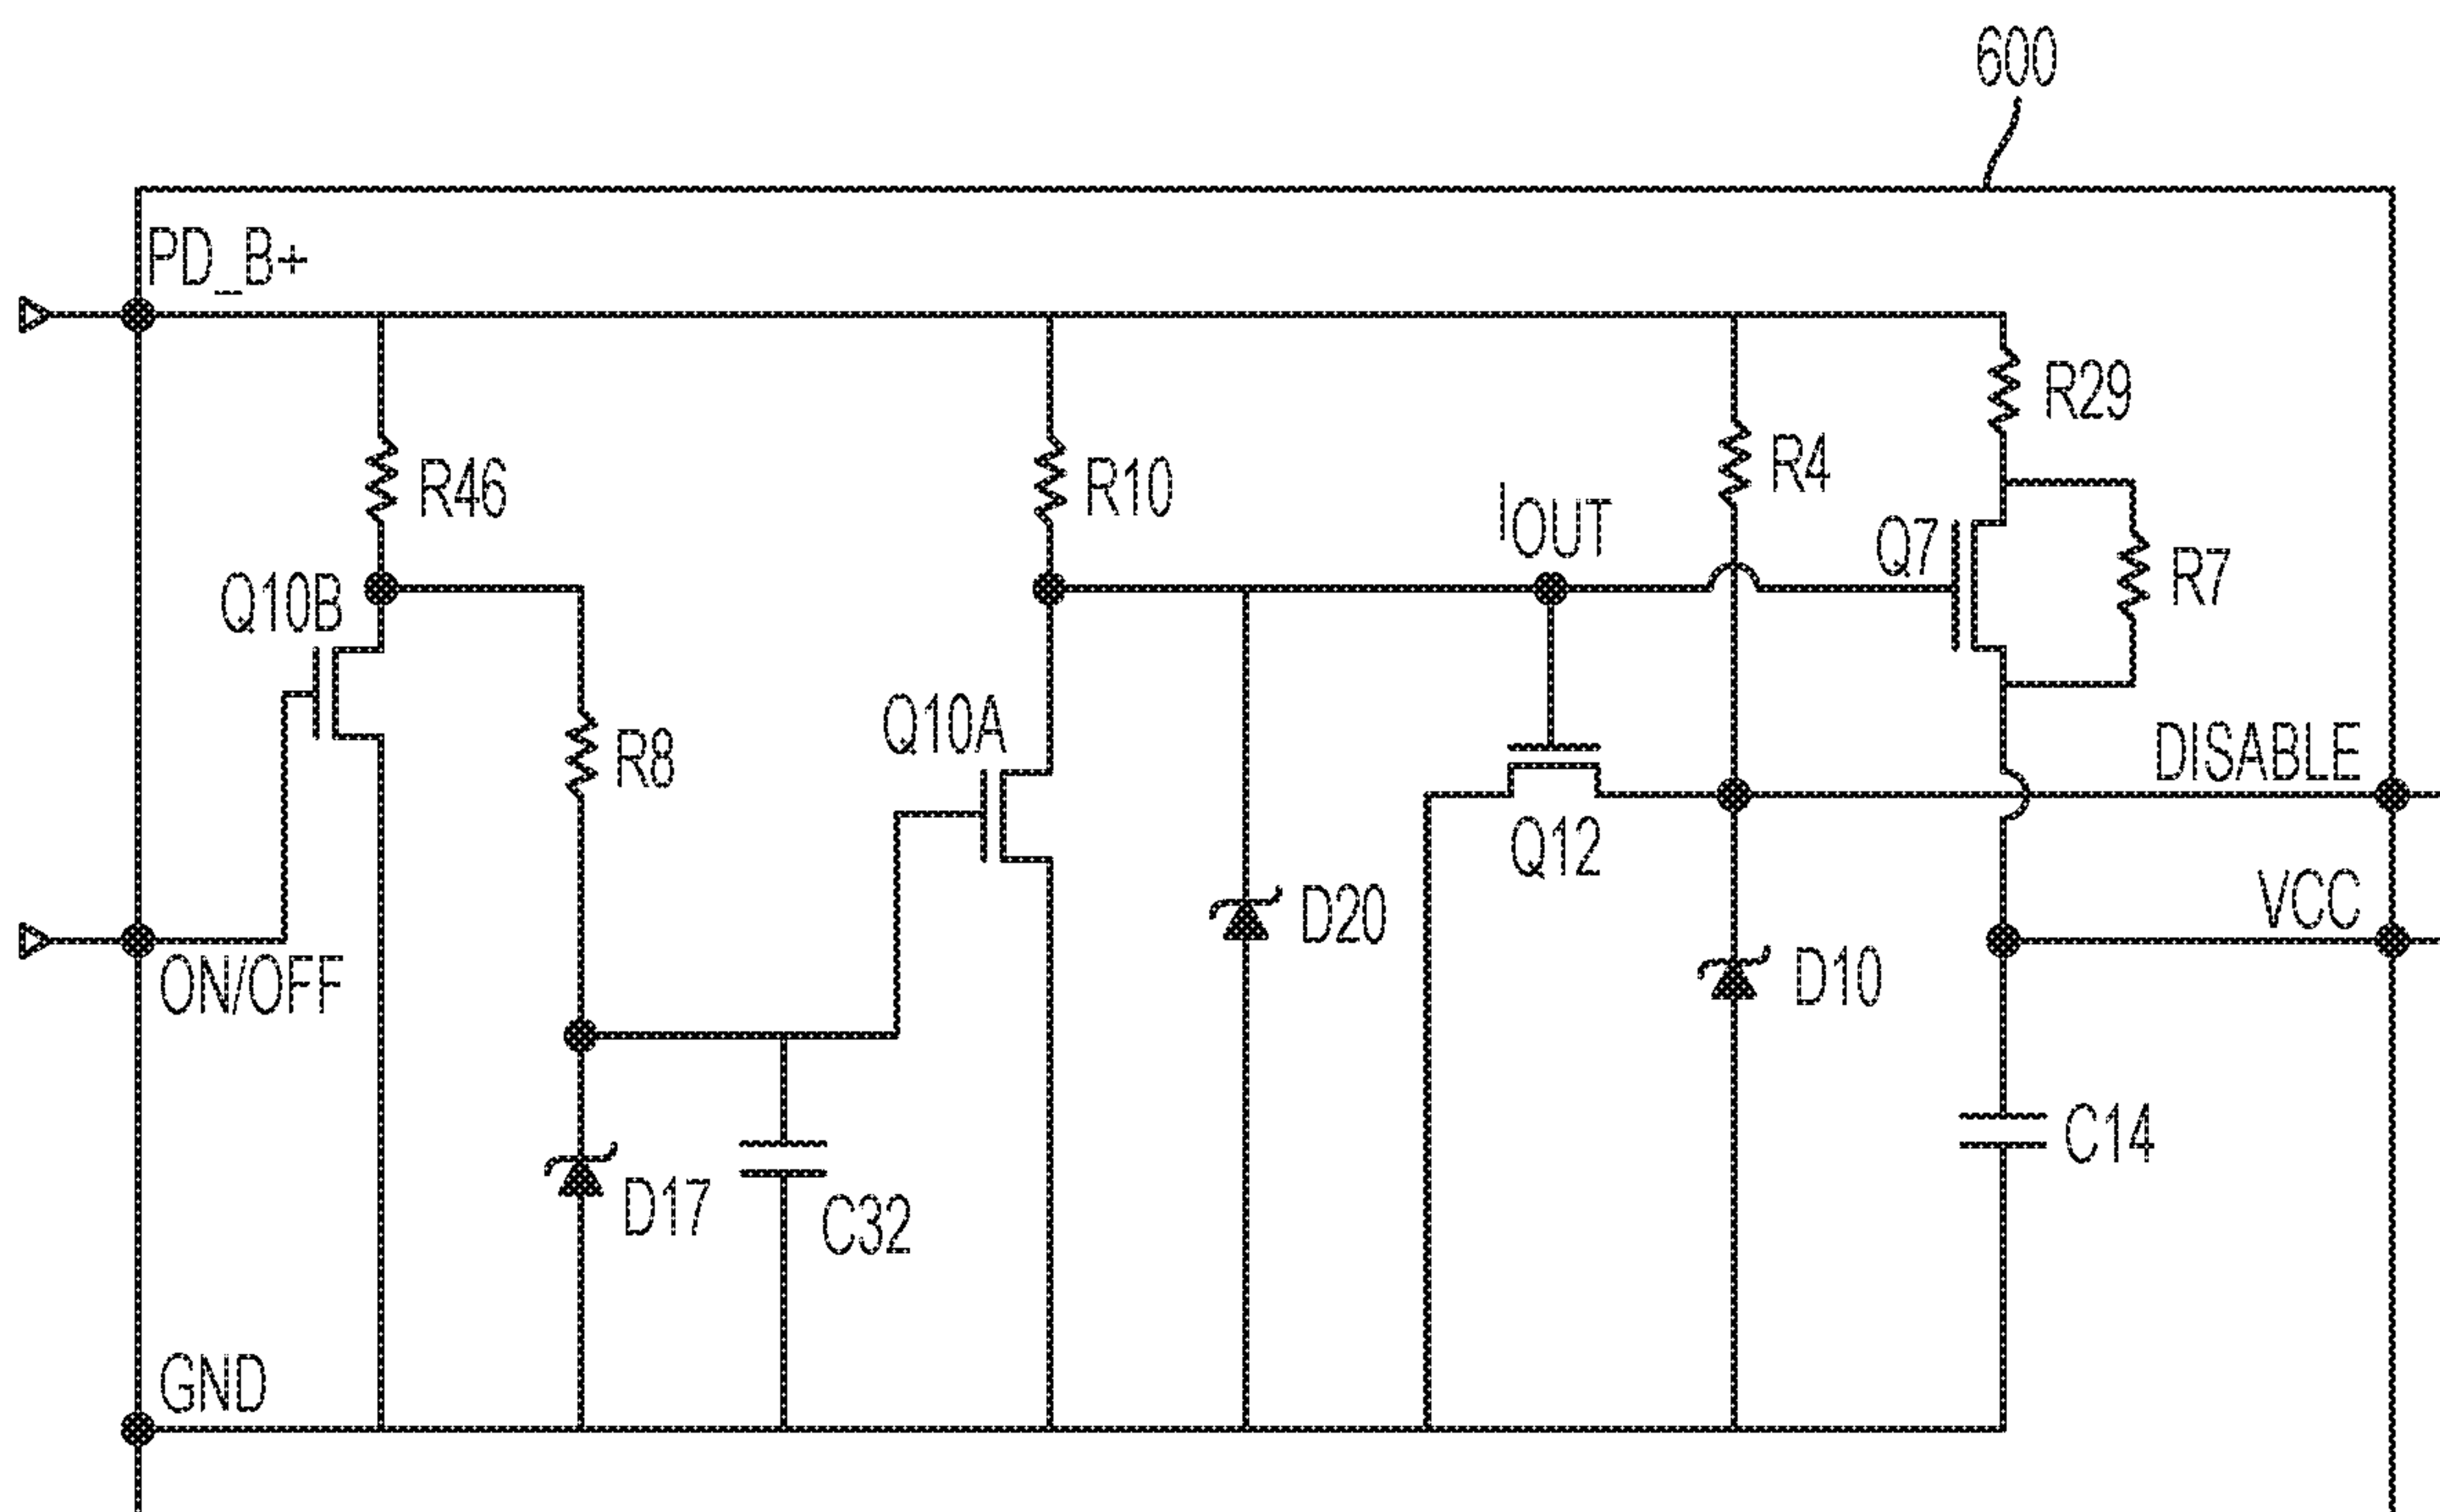 600
PD_B+
R29
R46
R10
R4
IOUT
Q7
R7
Q10B
Q10A
R8
DISABLE
Q12
D20
VCC
ON/OFF
D10
C14
D17
C32
GND